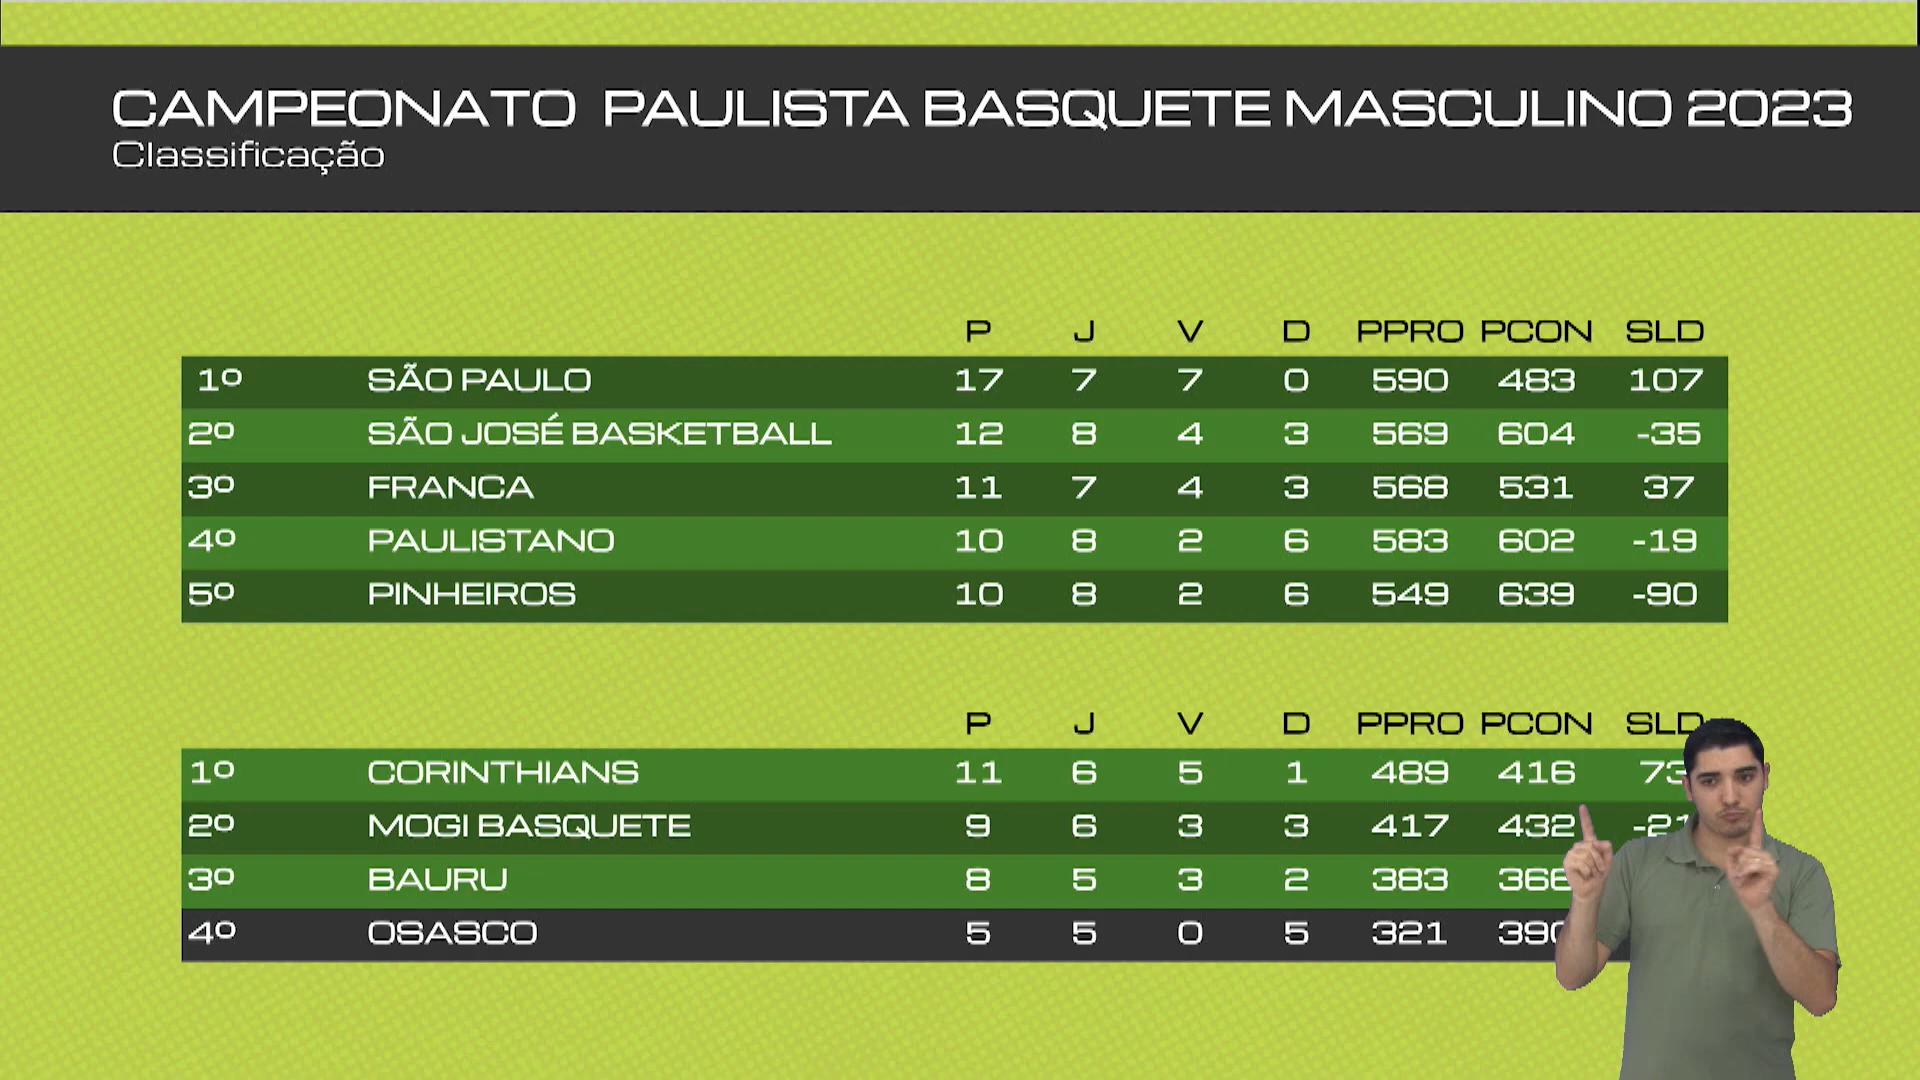 CAMPEONATO PAULISTA BASQUETE MASCULINO 2023
Classificação
P J V D PPRO PCON SLD
1º SÃO PAULO 17 7 7 0 590 483 107
2º SÃO JOSÉ BASKETBALL 12 8 4 3 569 604 -35
3º FRANCA 11 7 4 3 568 531 37
4º PAULISTANO 10 8 2 6 583 602 -19
5º PINHEIROS 10 8 2 6 549 639 -90
P J V D PPRO PCON SLD
1º CORINTHIANS 11 6 5 1 489 416 73
2º MOGI BASQUETE 9 6 3 3 417 432
3º BAURU 8 5 3 2 383 366
4º OSASCO 5 5 0 5 321 390